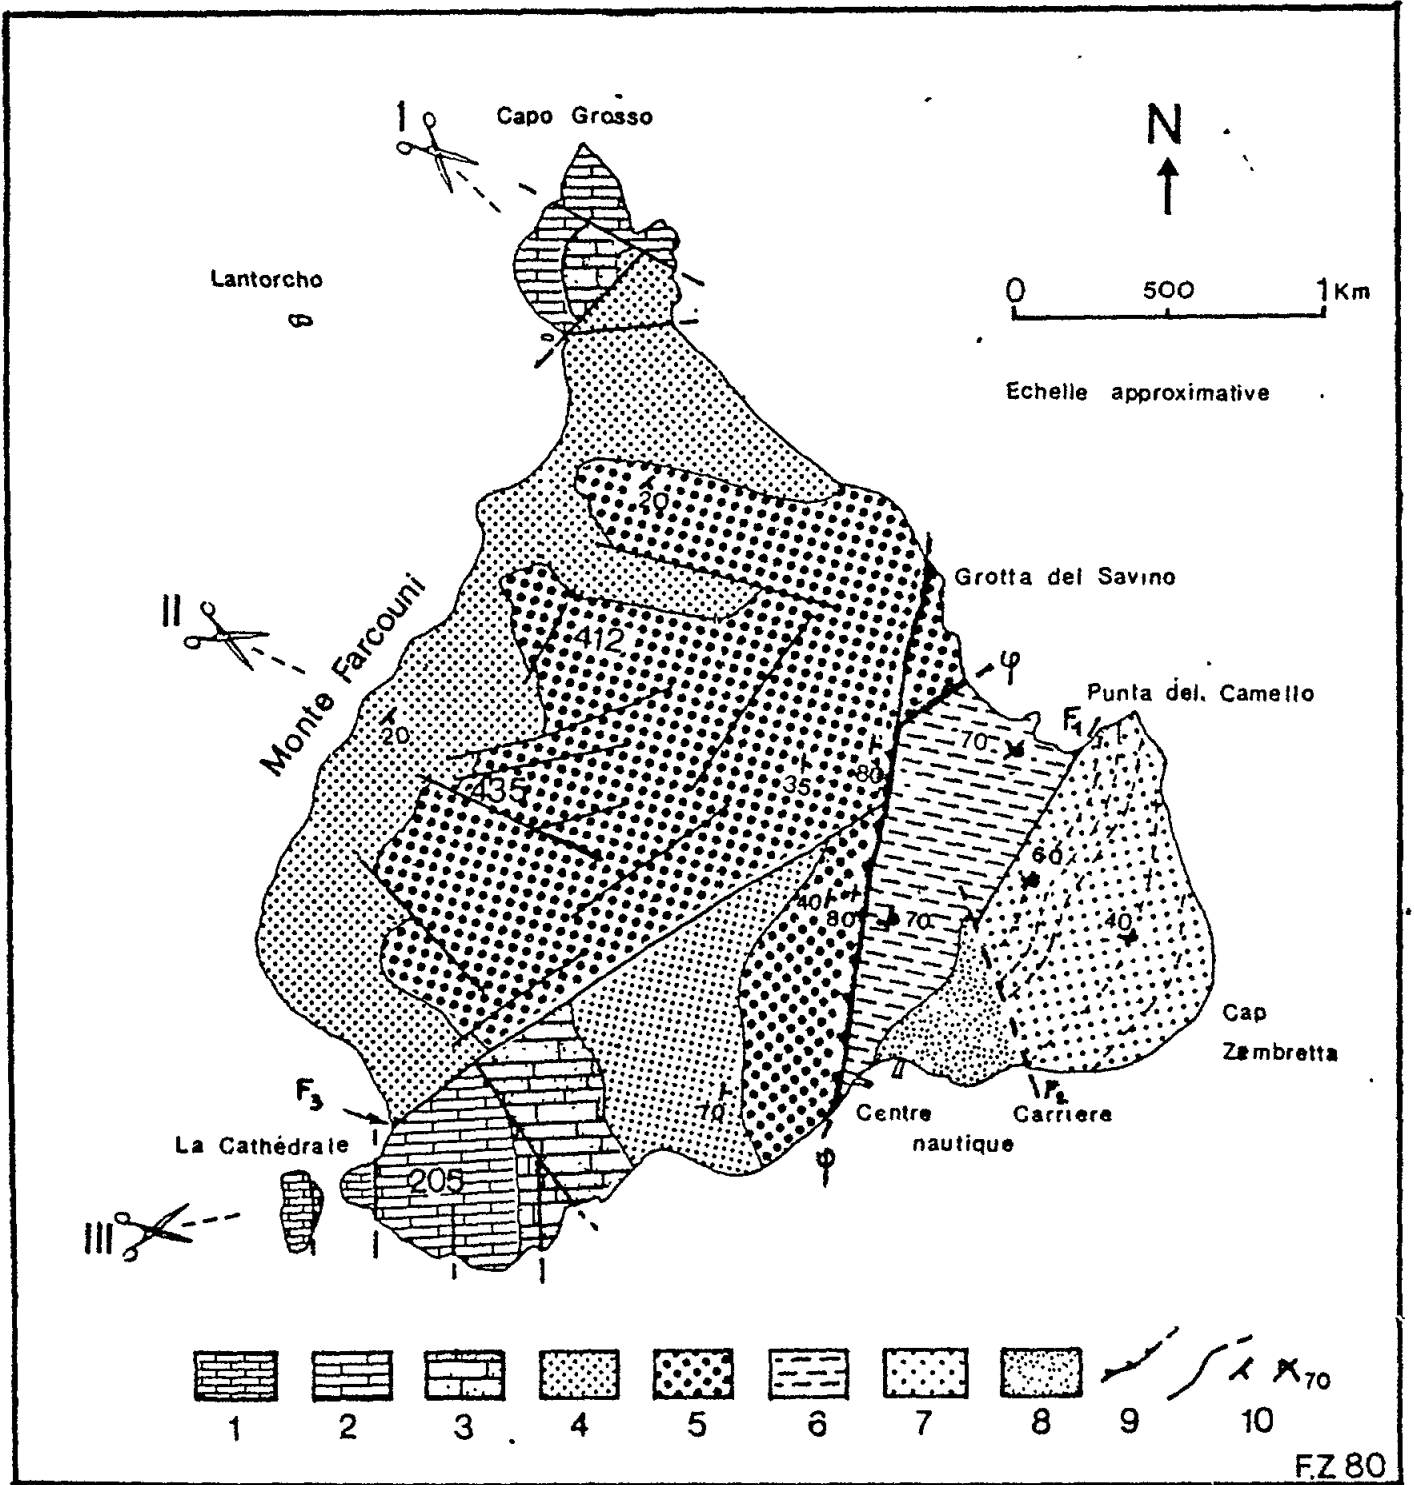 I
Capo Grosso
N
Lantorcho
0 500 1 Km
Echelle approximative
20
Grotta del Savino
II
Monte Farcouni
412
φ
Punta del. Camello
F1
70
20
435
35
80
60
40
80
70
40
Cap
Zembretta
F3
70
F2
Centre
nautique
Carriere
La Cathédrale
205
φ
III
70
1 2 3 4 5 6 7 8 9 10
F.Z 80